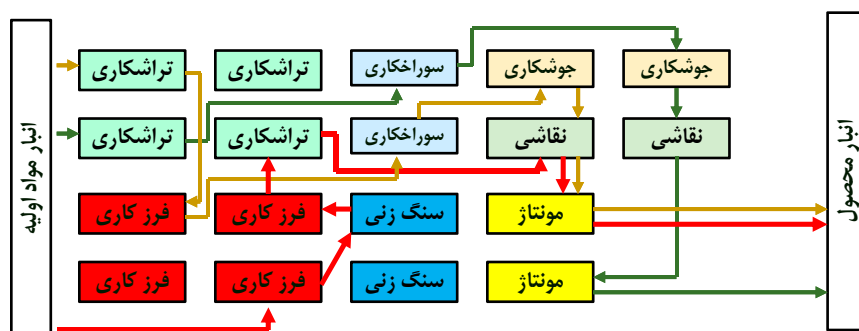 انبار مواد اولیه
تراشکاری
تراشکاری
سوراخکاری
جوشکاری
جوشکاری
تراشکاری
تراشکاری
سوراخکاری
نقاشی
نقاشی
فرز کاری
فرز کاری
سنگ زنی
مونتاژ
فرز کاری
فرز کاری
سنگ زنی
مونتاژ
انبار محصول